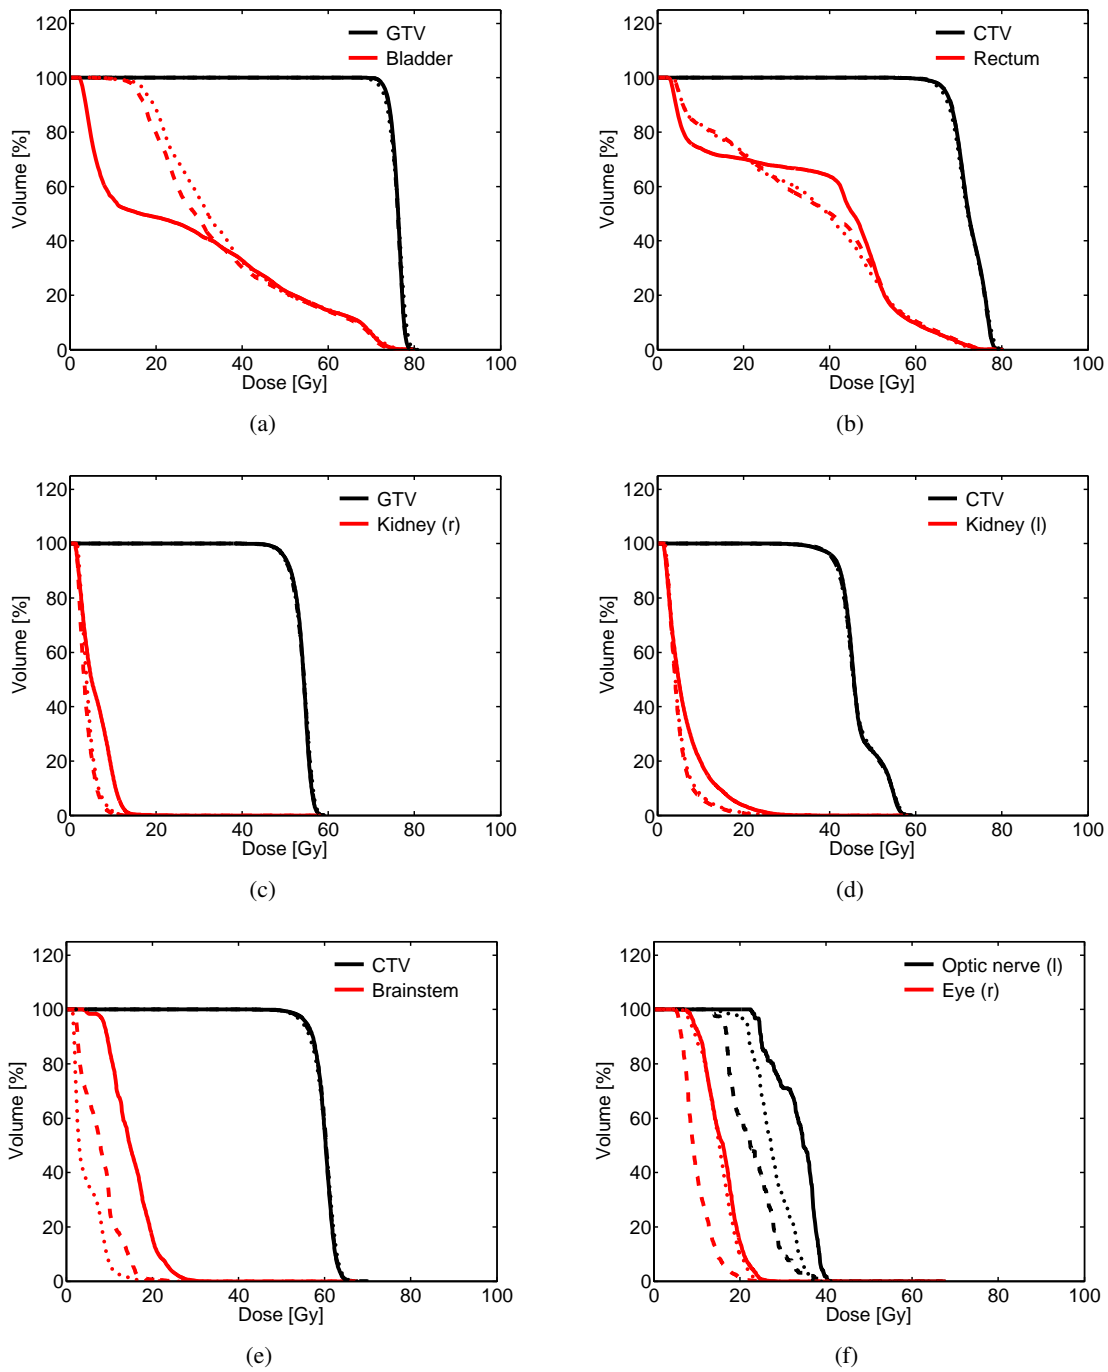 120
100
80
60
40
20
0
Volume [%]
GTV
Bladder
0 20 40 60 80 100
Dose [Gy]
(a)
120
100
80
60
40
20
0
Volume [%]
CTV
Rectum
0 20 40 60 80 100
Dose [Gy]
(b)
120
100
80
60
40
20
0
Volume [%]
GTV
Kidney (r)
0 20 40 60 80 100
Dose [Gy]
(c)
120
100
80
60
40
20
0
Volume [%]
CTV
Kidney (l)
0 20 40 60 80 100
Dose [Gy]
(d)
120
100
80
60
40
20
0
Volume [%]
CTV
Brainstem
0 20 40 60 80 100
Dose [Gy]
(e)
120
100
80
60
40
20
0
Volume [%]
Optic nerve (l)
Eye (r)
0 20 40 60 80 100
Dose [Gy]
(f)